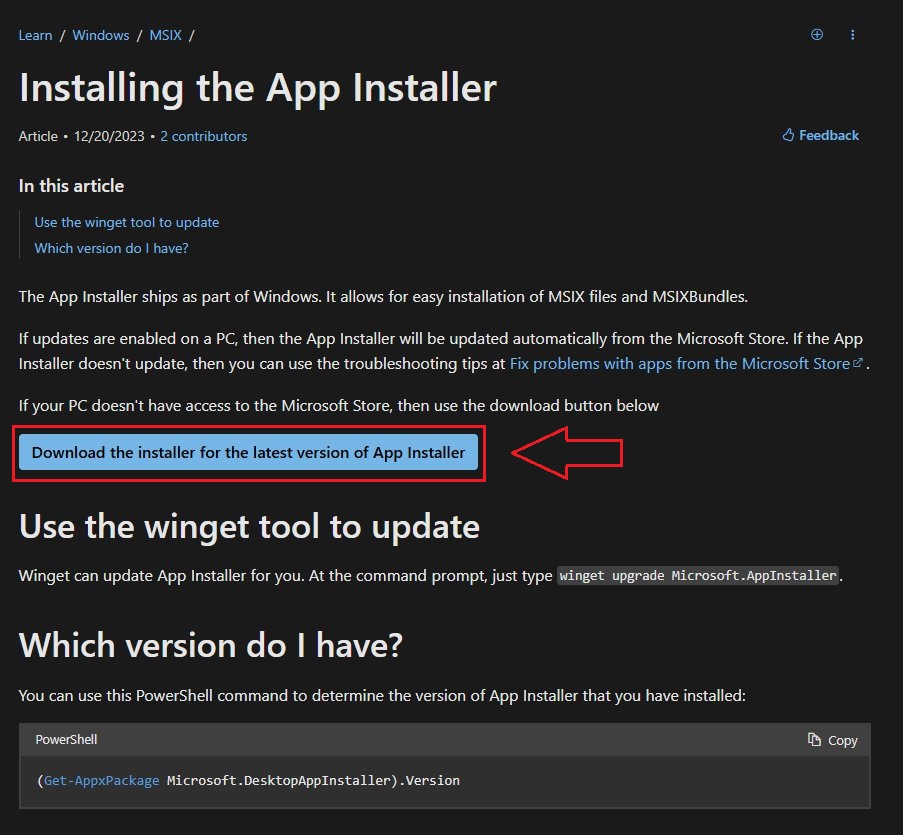 Learn / Windows / MSIX /
Installing the App Installer
Article • 12/20/2023 • 2 contributors
Feedback
In this article
Use the winget tool to update
Which version do I have?
The App Installer ships as part of Windows. It allows for easy installation of MSIX files and MSIXBundles.
If updates are enabled on a PC, then the App Installer will be updated automatically from the Microsoft Store. If the App
Installer doesn't update, then you can use the troubleshooting tips at Fix problems with apps from the Microsoft Store.
If your PC doesn't have access to the Microsoft Store, then use the download button below
Download the installer for the latest version of App Installer
Use the winget tool to update
Winget can update App Installer for you. At the command prompt, just type winget upgrade Microsoft.AppInstaller.
Which version do I have?
You can use this PowerShell command to determine the version of App Installer that you have installed:
PowerShell
Copy
(Get-AppxPackage Microsoft.DesktopAppInstaller).Version